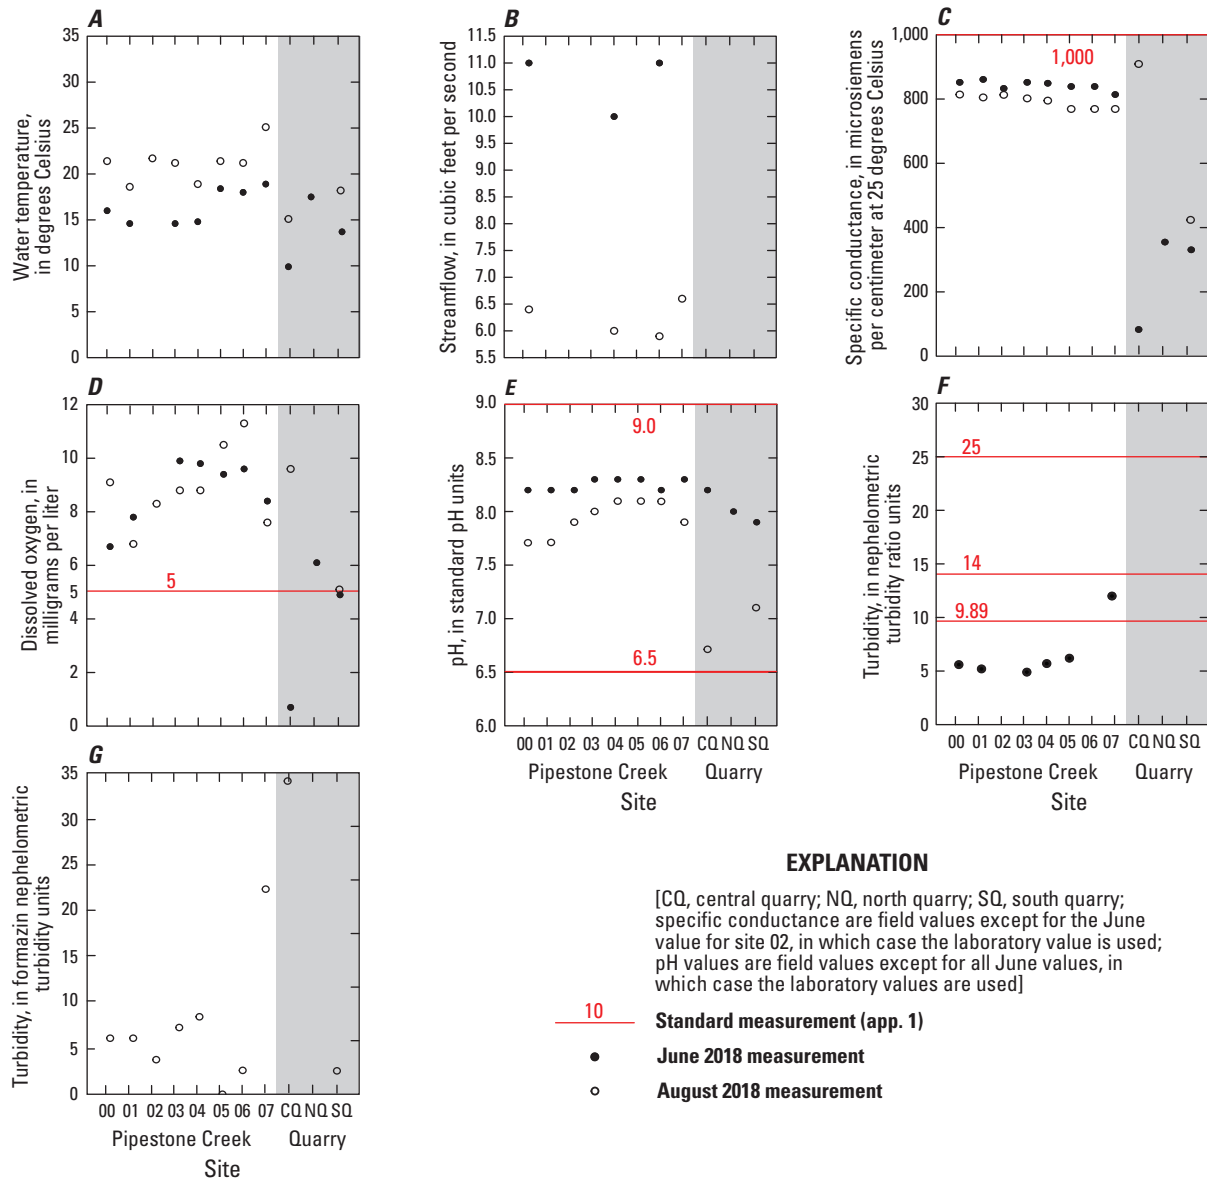 A
35
30
25
20
15
10
5
0
Water temperature,
in degrees Celsius
B
11.5
11.0
10.5
10.0
9.5
9.0
8.5
8.0
7.5
7.0
6.5
6.0
5.5
Streamflow, in cubic feet per second
C
1,000
800
600
400
200
0
1,000
Specific conductance, in microsiemens
per centimeter at 25 degrees Celsius
D
12
10
8
6
5
4
2
0
5
Dissolved oxygen, in
milligrams per liter
E
9.0
8.5
8.0
7.5
7.0
6.5
6.0
9.0
6.5
pH, in standard pH units
00 01 02 03 04 05 06 07 CQ NQ SQ
Pipestone Creek Quarry
Site
F
30
25
20
15
10
5
0
25
14
9.89
Turbidity, in nephelometric
turbidity ratio units
00 01 02 03 04 05 07 CQ NQ SQ
Pipestone Creek Quarry
Site
G
35
30
25
20
15
10
5
0
Turbidity, in formazin nephelometric
turbidity units
00 01 02 03 04 05 06 07 CQ NQ SQ
Pipestone Creek Quarry
Site
EXPLANATION
[CQ, central quarry; NQ, north quarry; SQ, south quarry;
specific conductance are field values except for the June
value for site 02, in which case the laboratory value is used;
pH values are field values except for all June values, in
which case the laboratory values are used]
10
Standard measurement (app. 1)
June 2018 measurement
August 2018 measurement